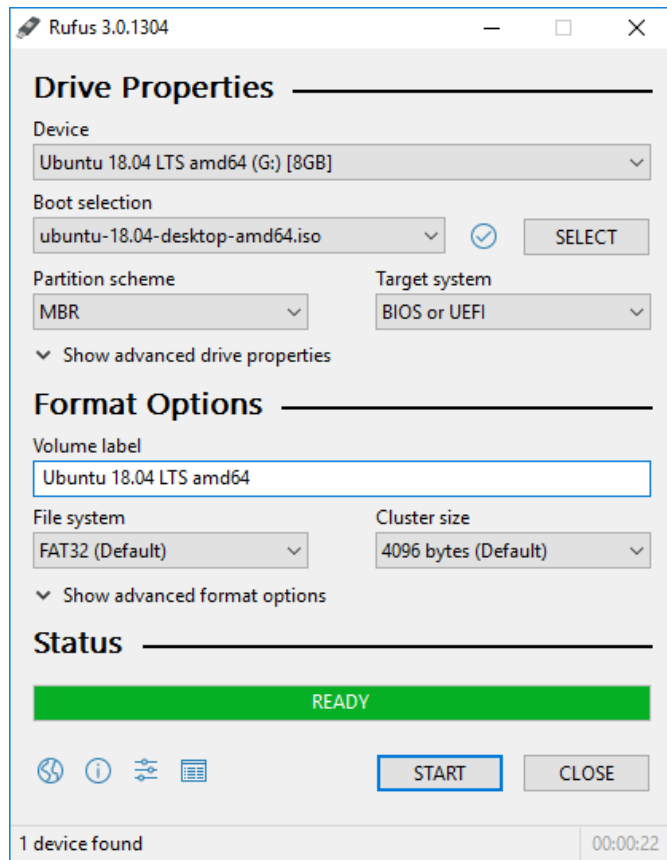 Rufus 3.0.1304
Drive Properties
Device
Ubuntu 18.04 LTS amd64 (G:) [8GB]
Boot selection
ubuntu-18.04-desktop-amd64.iso
SELECT
Partition scheme
Target system
MBR
BIOS or UEFI
Show advanced drive properties
Format Options
Volume label
Ubuntu 18.04 LTS amd64
File system
Cluster size
FAT32 (Default)
4096 bytes (Default)
Show advanced format options
Status
READY
START
CLOSE
1 device found
00:00:22